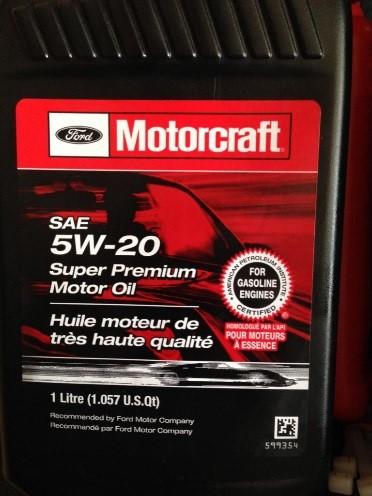 Ford
Motorcraft
SAE
5W-20
Super Premium
Motor Oil
Huile moteur de
très haute qualité
AMERICAN PETROLEUM INSTITUTE
FOR
GASOLINE
ENGINES
CERTIFIED
HOMOLOGUÉ PAR L'API
POUR MOTEURS
À ESSENCE
1 Litre (1.057 U.S.Qt)
Recommended by Ford Motor Company
Recommandé par Ford Motor Company
599354